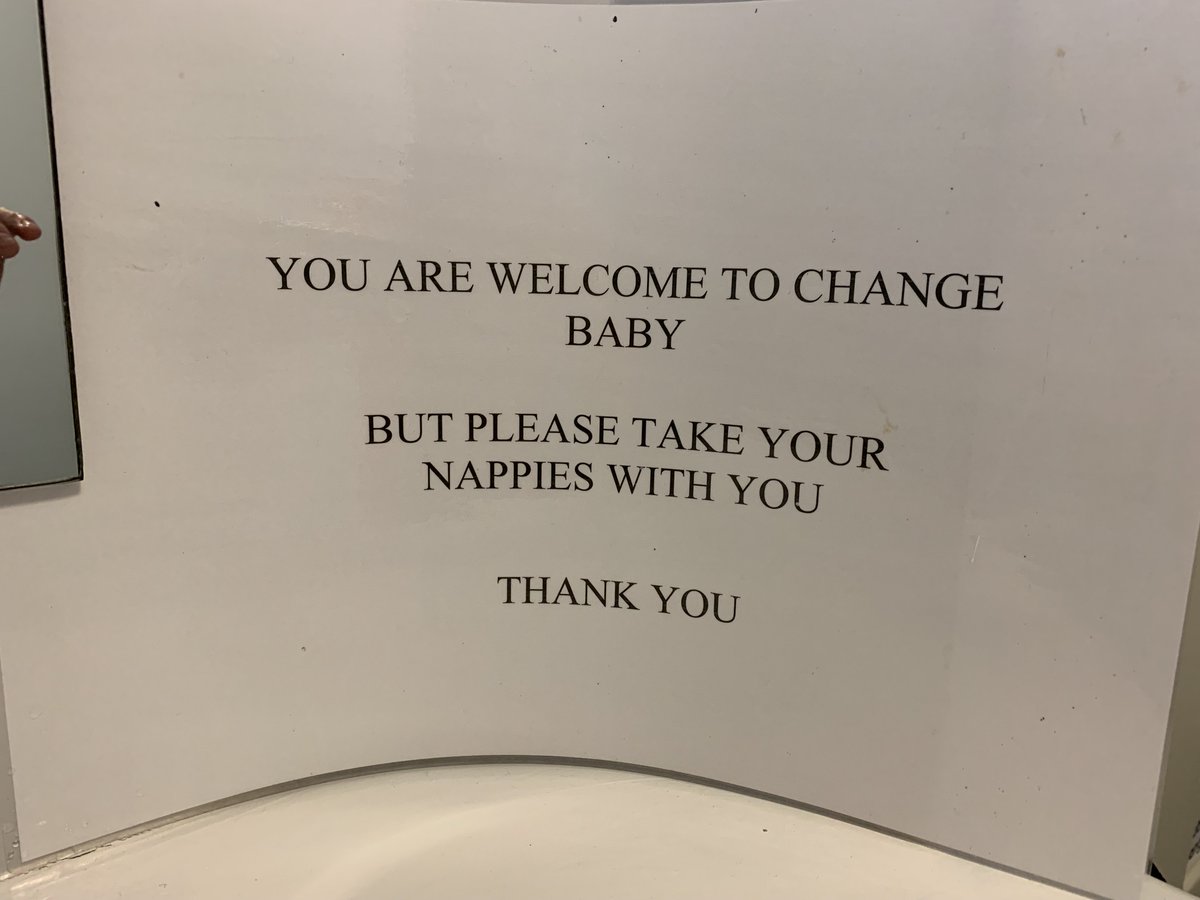 YOU ARE WELCOME TO CHANGE
BABY
BUT PLEASE TAKE YOUR
NAPPIES WITH YOU
THANK YOU